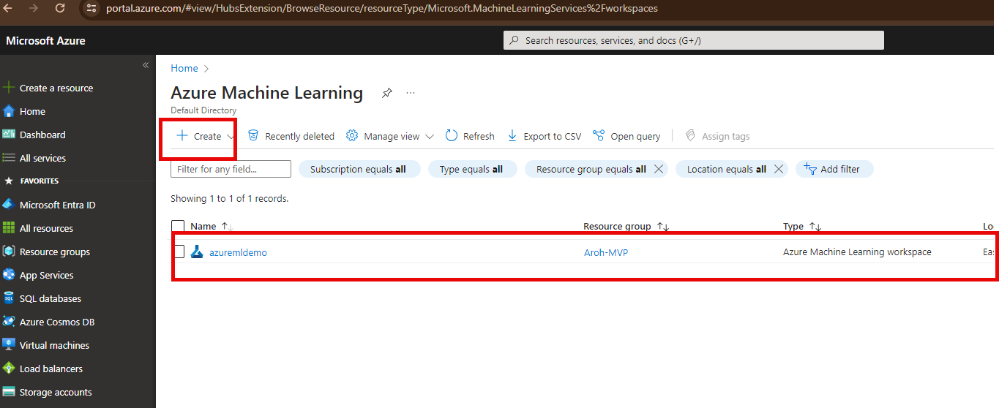 portal.azure.com/#view/HubsExtension/BrowseResource/resourceType/Microsoft.MachineLearningServices%2Fworkspaces
Microsoft Azure
Search resources, services, and docs (G+/)
«
Create a resource
Home
Dashboard
All services
FAVORITES
Microsoft Entra ID
All resources
Resource groups
App Services
SQL databases
Azure Cosmos DB
Virtual machines
Load balancers
Storage accounts
Home >
Azure Machine Learning ...
Default Directory
+ Create
Recently deleted
Manage view
Refresh
Export to CSV
Open query
Assign tags
Filter for any field...
Subscription equals all
Type equals all
Resource group equals all
Location equals all
Add filter
Showing 1 to 1 of 1 records.
Name ↑↓ Resource group ↑↓ Type ↑↓ Lo
azuremldemo Aroh-MVP Azure Machine Learning workspace Eas